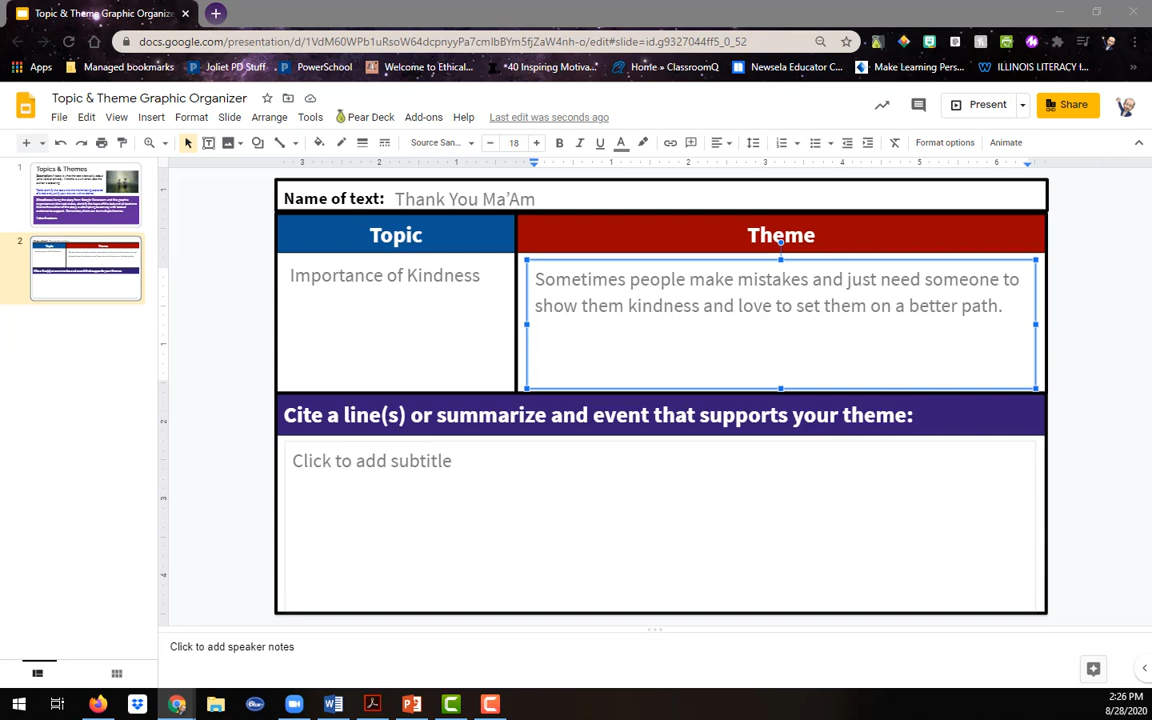 Topic & Theme Graphic Organize
docs.google.com/presentation/d/1VdM60WPb1uRsoW64dcpnyyPa7cmIbBYm5fjZaW4nh-o/edit#slide=id.g9327044ff5_0_52
Apps
Managed bookmarks
Joliet PD Stuff
PowerSchool
Welcome to Ethical...
*40 Inspiring Motiva...
Home » ClassroomQ
Newsela Educator C...
Make Learning Pers...
ILLINOIS LITERACY I...
Topic & Theme Graphic Organizer
File Edit View Insert Format Slide Arrange Tools Pear Deck Add-ons Help Last edit was seconds ago
Present
Share
Source San...
18
Format options
Animate
1
Topics & Themes
2
Name of text: Thank You Ma'Am
Topic
Theme
Importance of Kindness
Sometimes people make mistakes and just need someone to
show them kindness and love to set them on a better path.
Cite a line(s) or summarize and event that supports your theme:
Click to add subtitle
Click to add speaker notes
2:26 PM
8/28/2020